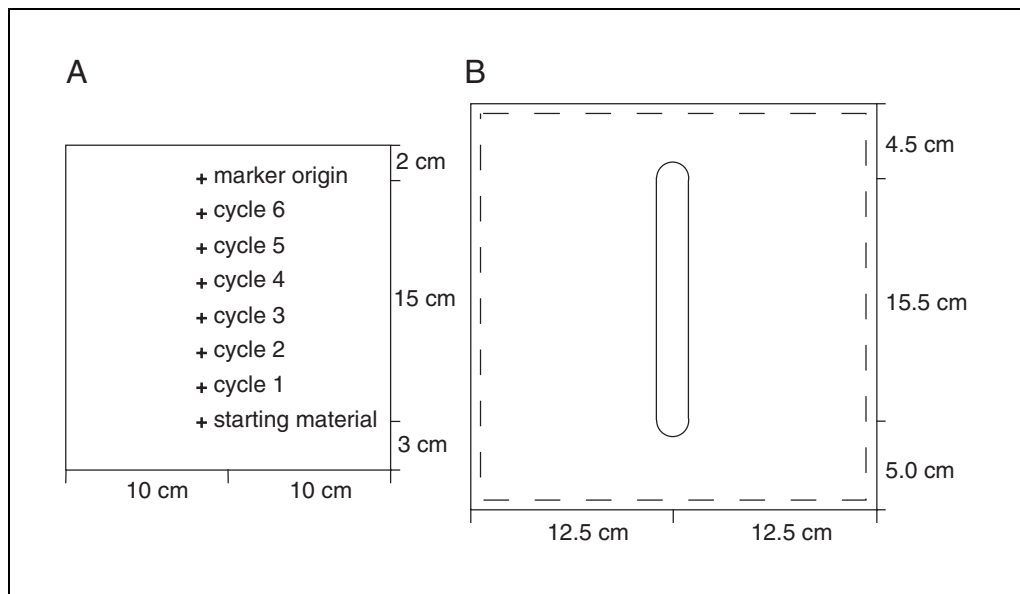 A
2 cm
+ marker origin
+ cycle 6
+ cycle 5
+ cycle 4
+ cycle 3
+ cycle 2
+ cycle 1
+ starting material
15 cm
3 cm
10 cm
10 cm
B
4.5 cm
15.5 cm
5.0 cm
12.5 cm
12.5 cm